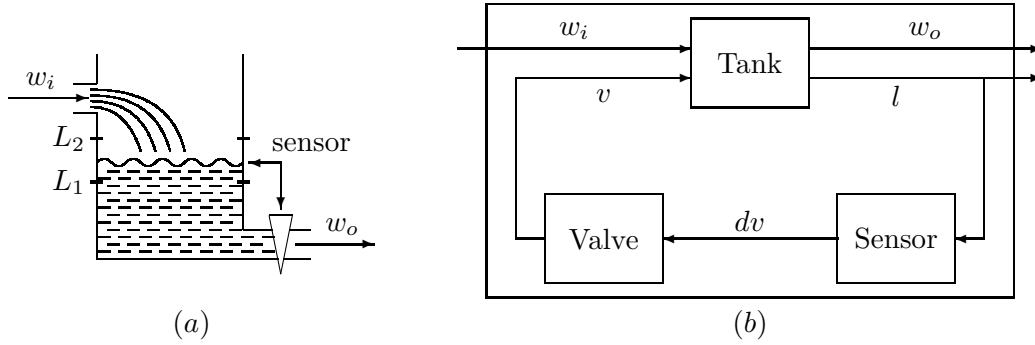 w_i
L_2
L_1
sensor
w_o
(a)
w_i
w_o
Tank
v
l
Valve
dv
Sensor
(b)